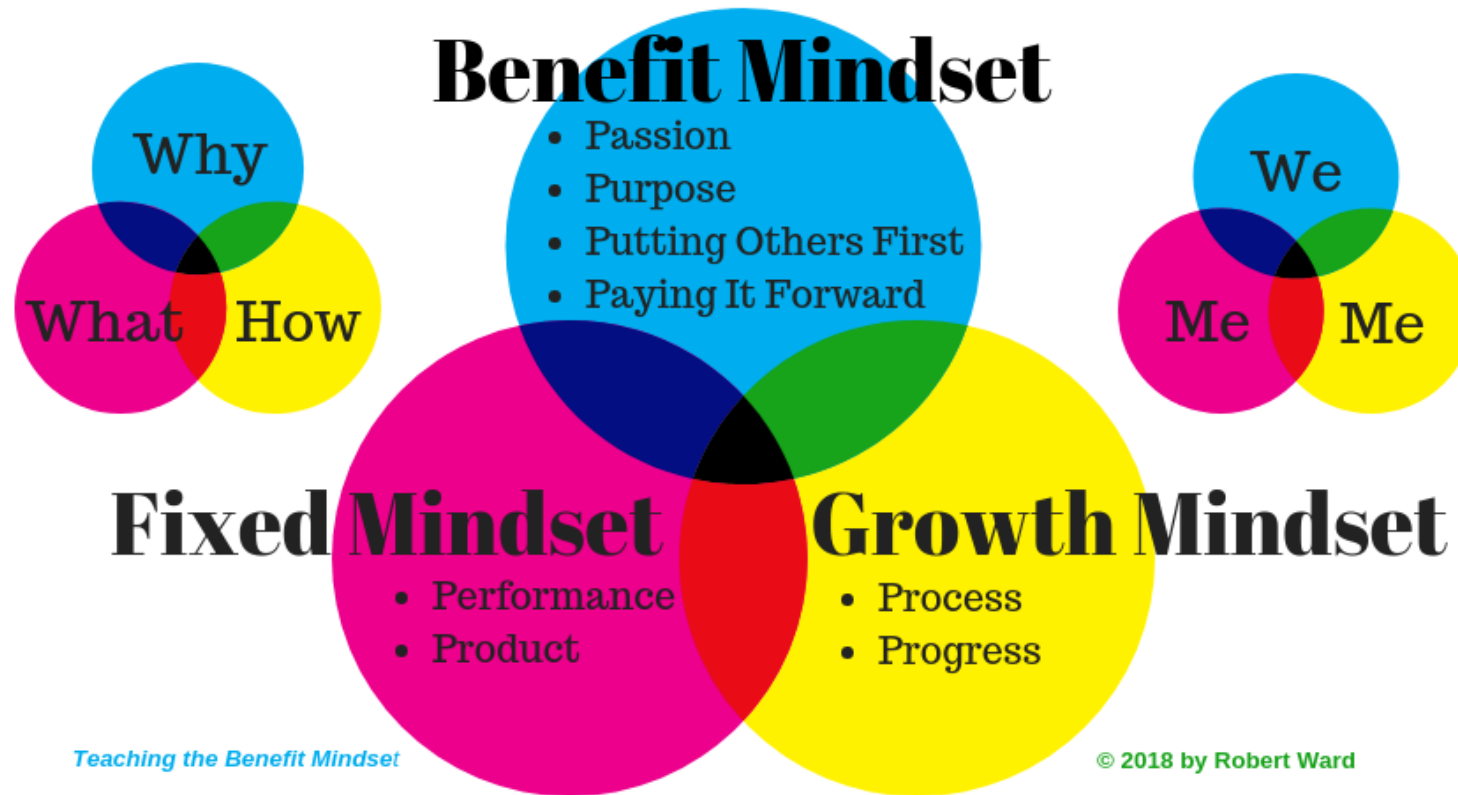 Benefit Mindset
• Passion
• Purpose
• Putting Others First
• Paying It Forward
Why
What
How
We
Me
Me
Fixed Mindset
• Performance
• Product
Growth Mindset
• Process
• Progress
Teaching the Benefit Mindset
© 2018 by Robert Ward